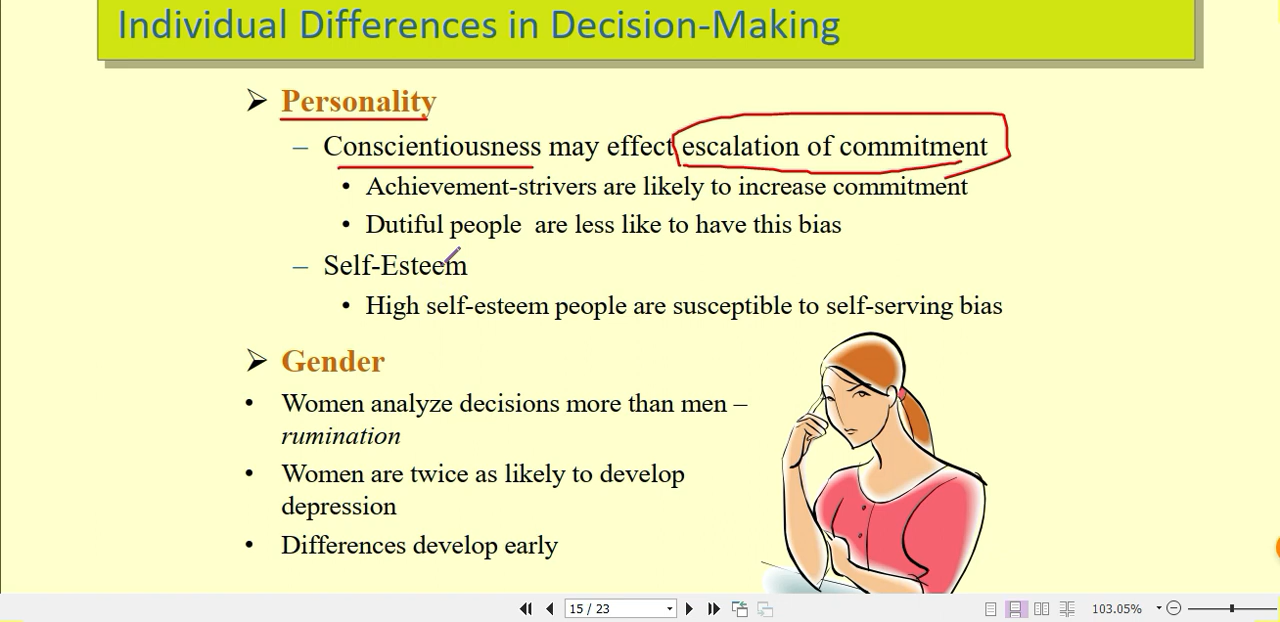 Individual Differences in Decision-Making
➢ Personality
– Conscientiousness may effect escalation of commitment
• Achievement-strivers are likely to increase commitment
• Dutiful people are less like to have this bias
– Self-Esteem
• High self-esteem people are susceptible to self-serving bias
➢ Gender
• Women analyze decisions more than men –
rumination
• Women are twice as likely to develop
depression
• Differences develop early
15 / 23
103.05%